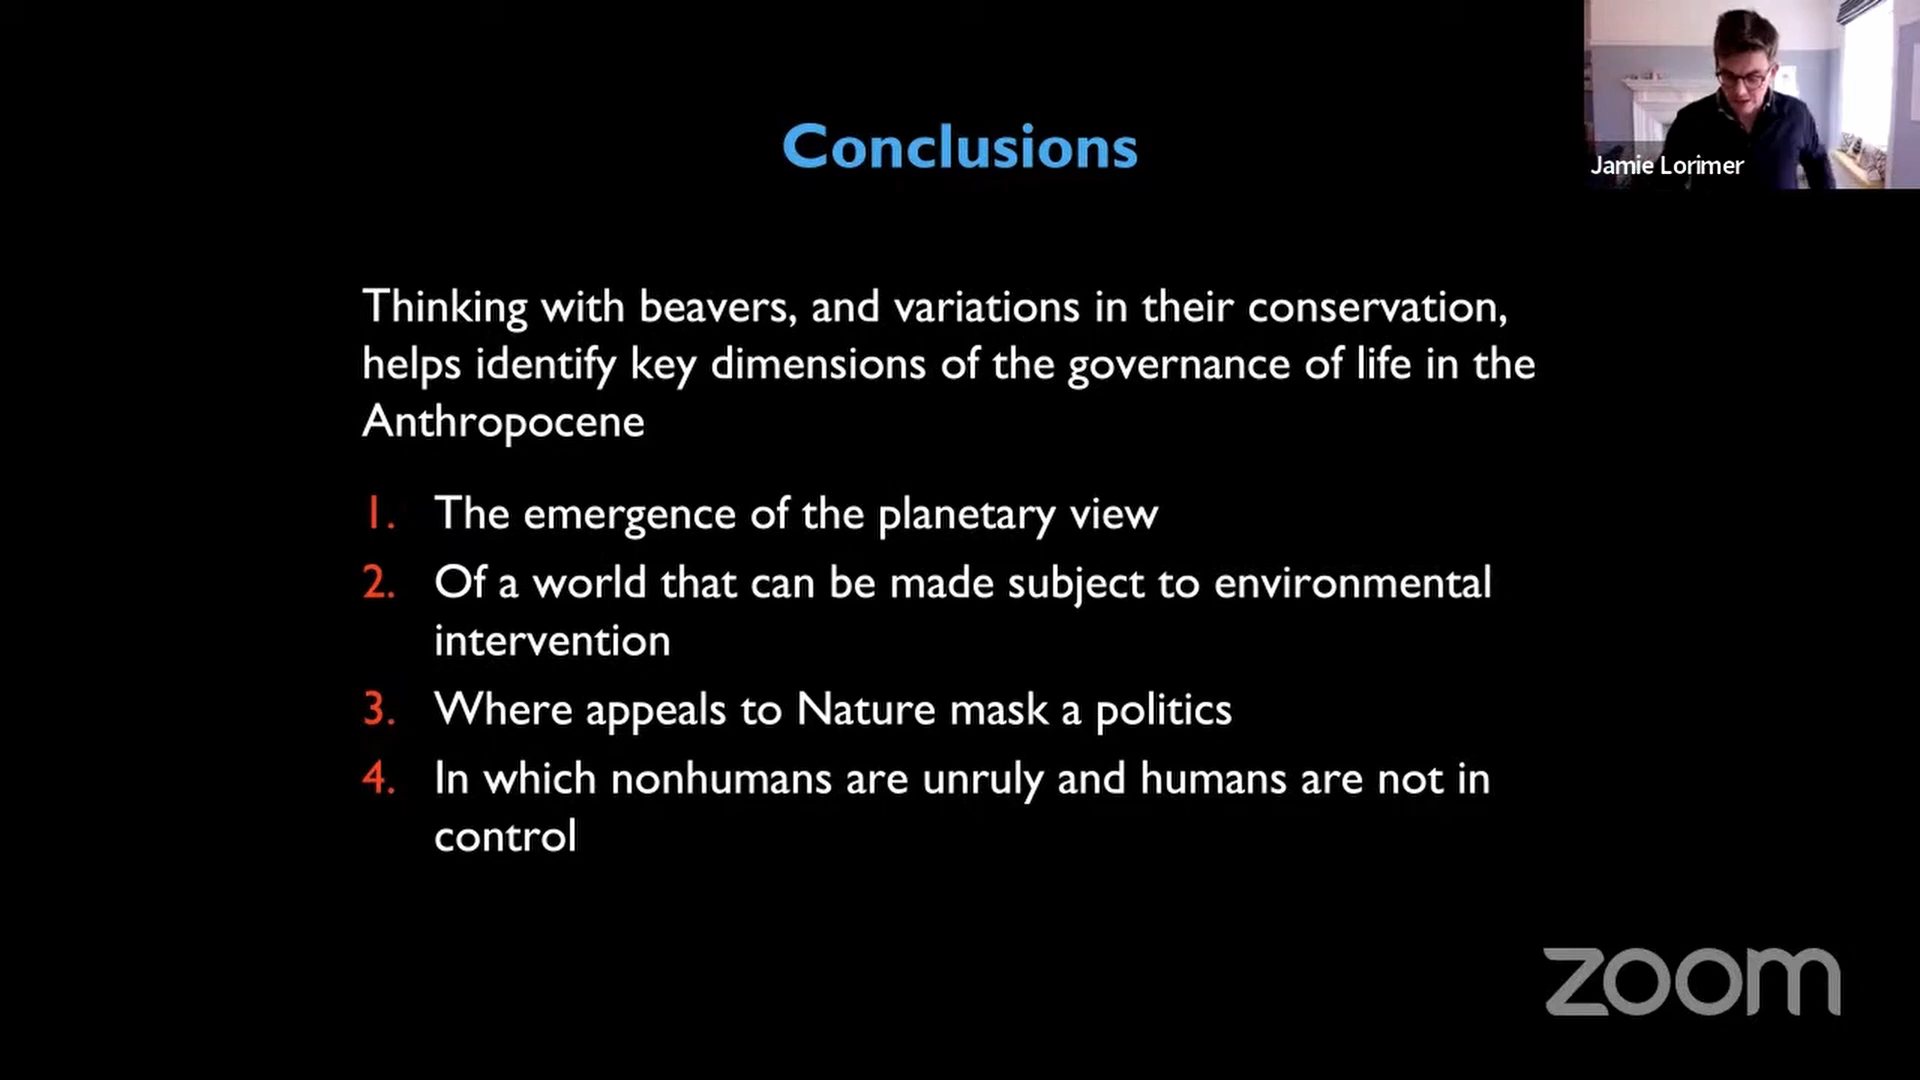 Conclusions
Jamie Lorimer
Thinking with beavers, and variations in their conservation,
helps identify key dimensions of the governance of life in the
Anthropocene
1. The emergence of the planetary view
2. Of a world that can be made subject to environmental
intervention
3. Where appeals to Nature mask a politics
4. In which nonhumans are unruly and humans are not in
control
zoom